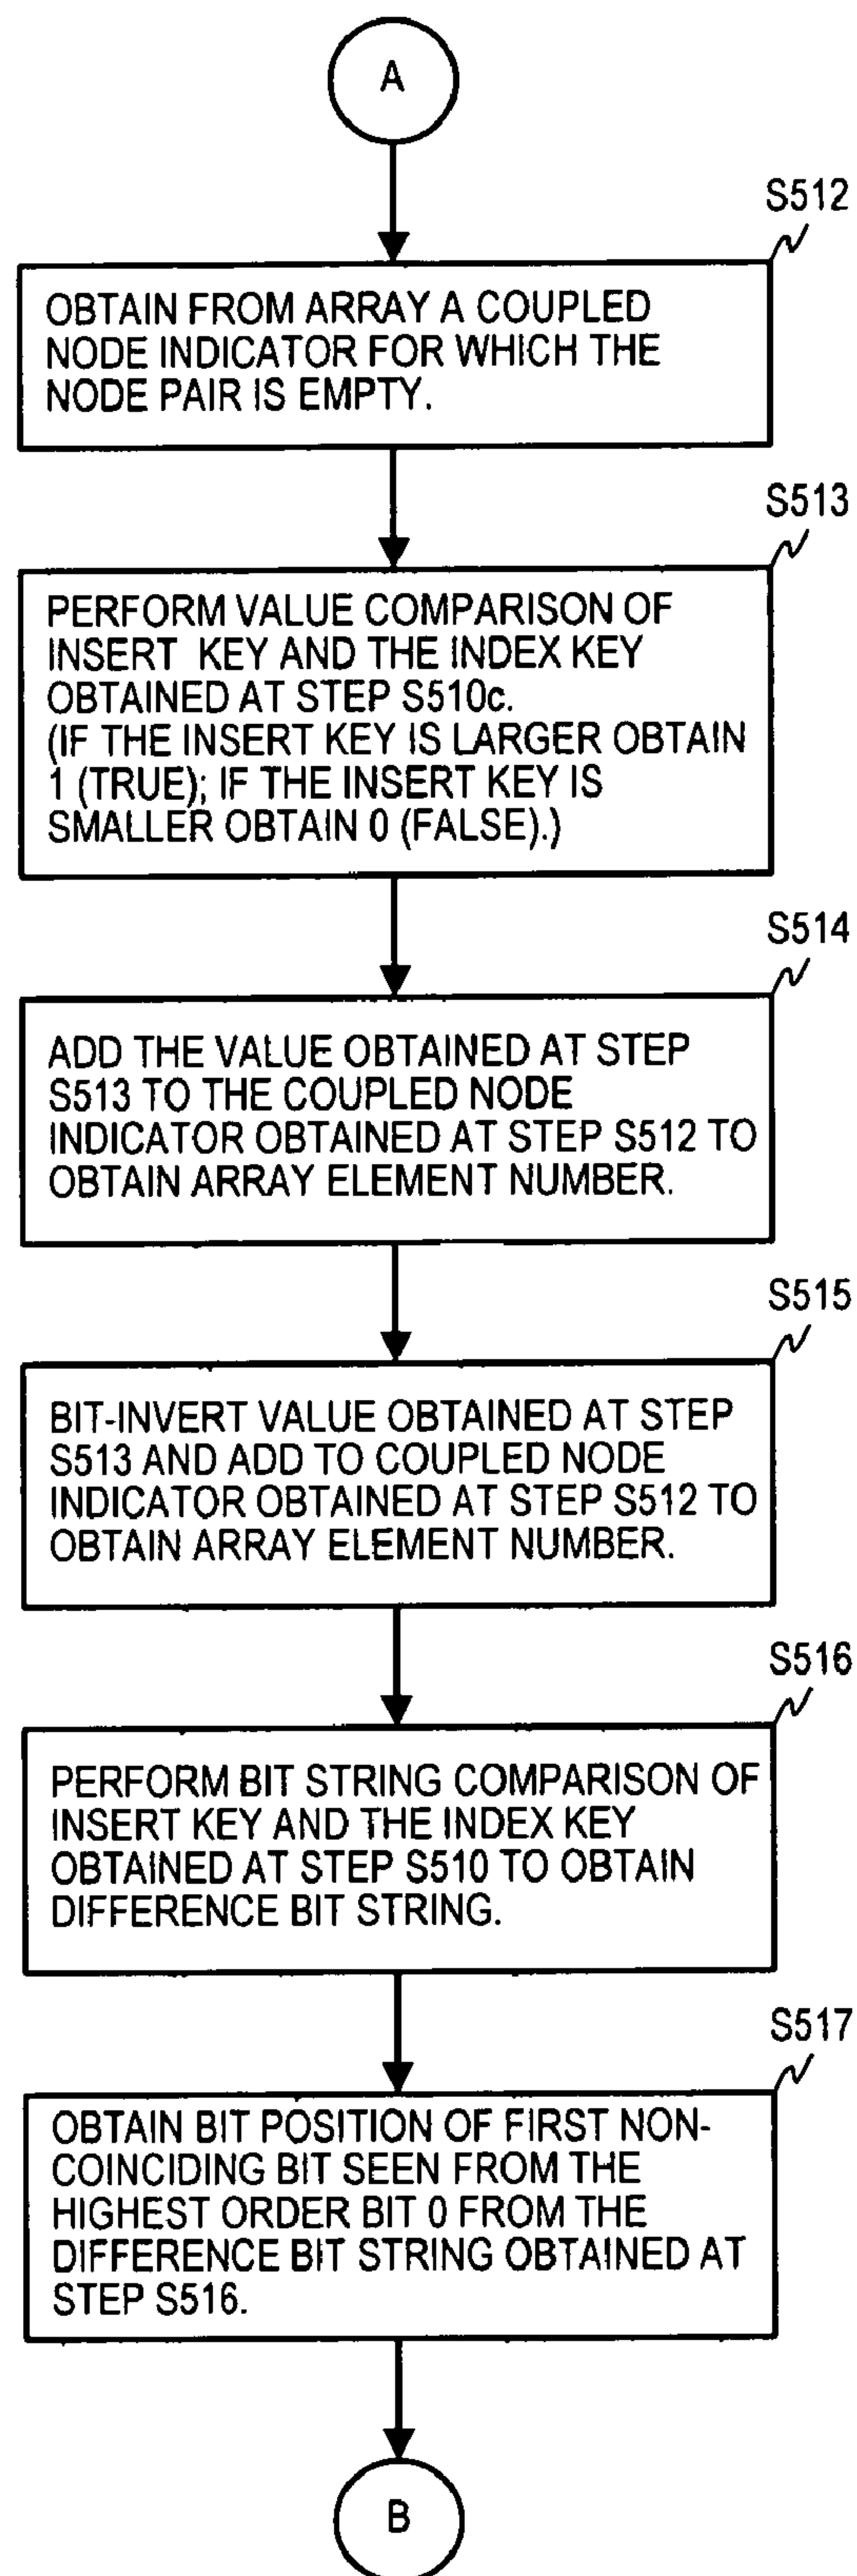 A
S512
OBTAIN FROM ARRAY A COUPLED
NODE INDICATOR FOR WHICH THE
NODE PAIR IS EMPTY.
S513
PERFORM VALUE COMPARISON OF
INSERT KEY AND THE INDEX KEY
OBTAINED AT STEP S510c.
(IF THE INSERT KEY IS LARGER OBTAIN
1 (TRUE); IF THE INSERT KEY IS
SMALLER OBTAIN 0 (FALSE).)
S514
ADD THE VALUE OBTAINED AT STEP
S513 TO THE COUPLED NODE
INDICATOR OBTAINED AT STEP S512 TO
OBTAIN ARRAY ELEMENT NUMBER.
S515
BIT-INVERT VALUE OBTAINED AT STEP
S513 AND ADD TO COUPLED NODE
INDICATOR OBTAINED AT STEP S512 TO
OBTAIN ARRAY ELEMENT NUMBER.
S516
PERFORM BIT STRING COMPARISON OF
INSERT KEY AND THE INDEX KEY
OBTAINED AT STEP S510 TO OBTAIN
DIFFERENCE BIT STRING.
S517
OBTAIN BIT POSITION OF FIRST NON-
COINCIDING BIT SEEN FROM THE
HIGHEST ORDER BIT 0 FROM THE
DIFFERENCE BIT STRING OBTAINED AT
STEP S516.
B